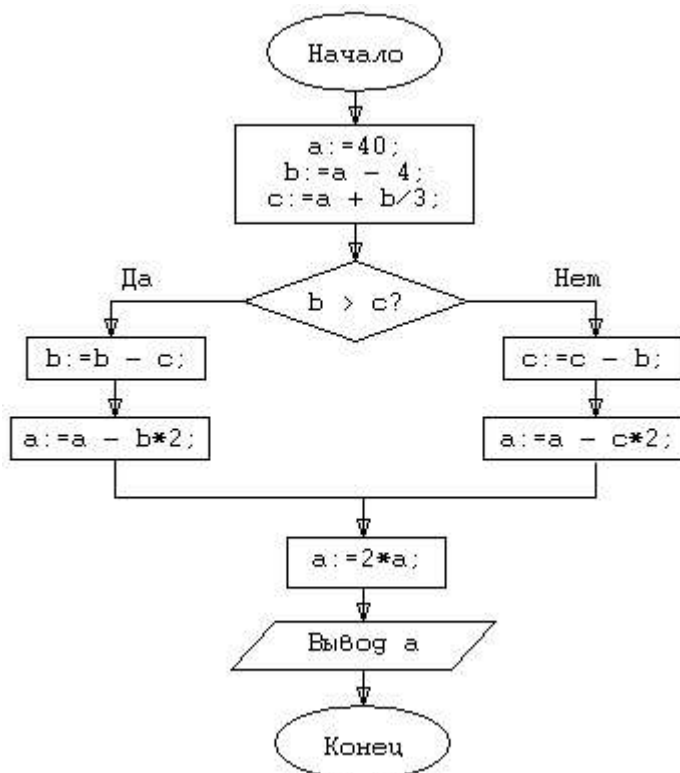 Начало
a:=40;
b:=a - 4;
c:=a + b/3;
Да
Нет
b > c?
b:=b - c;
c:=c - b;
a:=a - b*2;
a:=a - c*2;
a:=2*a;
Вывод a
Конец